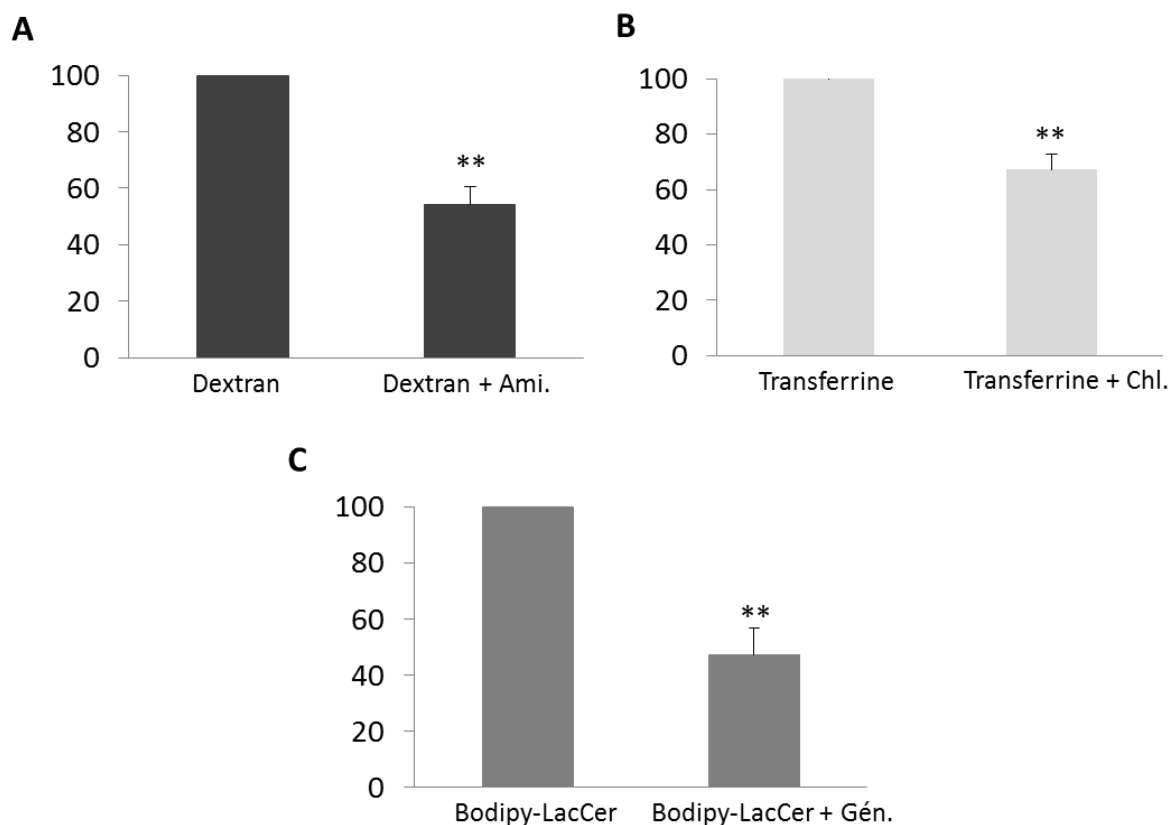 A
100
80
60
40
20
0
**
Dextran
Dextran + Ami.
B
100
80
60
40
20
0
**
Transferrine
Transferrine + Chl.
C
100
80
60
40
20
0
**
Bodipy-LacCer
Bodipy-LacCer + Gén.